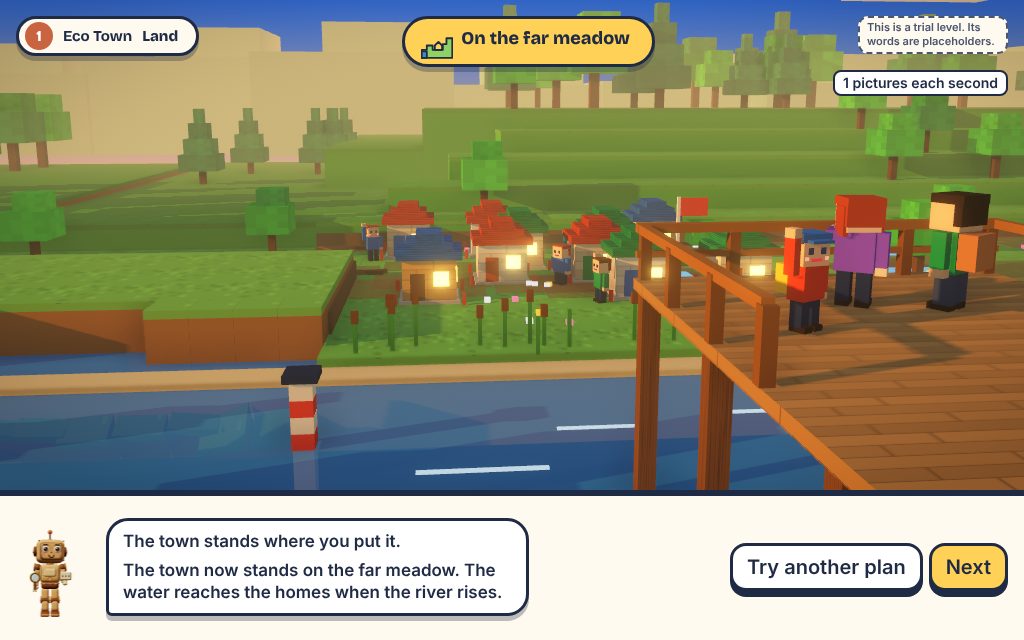 1 Eco Town Land
On the far meadow
This is a trial level. Its
words are placeholders.
1 pictures each second
The town stands where you put it.
The town now stands on the far meadow. The
water reaches the homes when the river rises.
Try another plan
Next